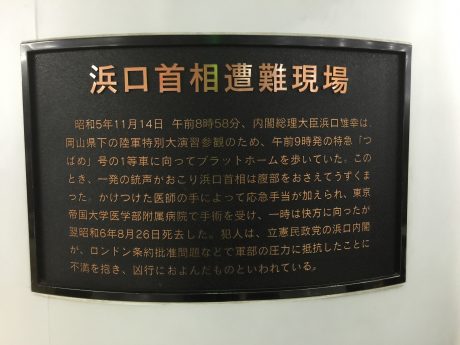 浜口首相遭難現場
昭和5年11月14日 午前8時58分、内閣総理大臣浜口雄幸は、
岡山県下の陸軍特別大演習参観のため、午前9時発の特急「つ
ばめ」号の1等車に向ってプラットホームを歩いていた。この
とき、一発の銃声がおこり浜口首相は腹部をおさえてうずくま
った。かけつけた医師の手によって応急手当が加えられ、東京
帝国大学医学部附属病院で手術を受け、一時は快方に向ったが
翌昭和6年8月26日死去した。犯人は、立憲民政党の浜口内閣
が、ロンドン条約批准問題などで軍部の圧力に抵抗したことに
不満を抱き、凶行におよんだものといわれている。